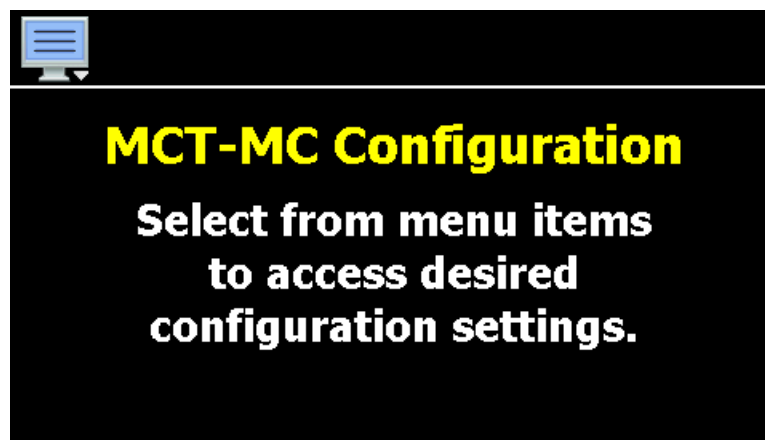 MCT-MC Configuration
Select from menu items
to access desired
configuration settings.